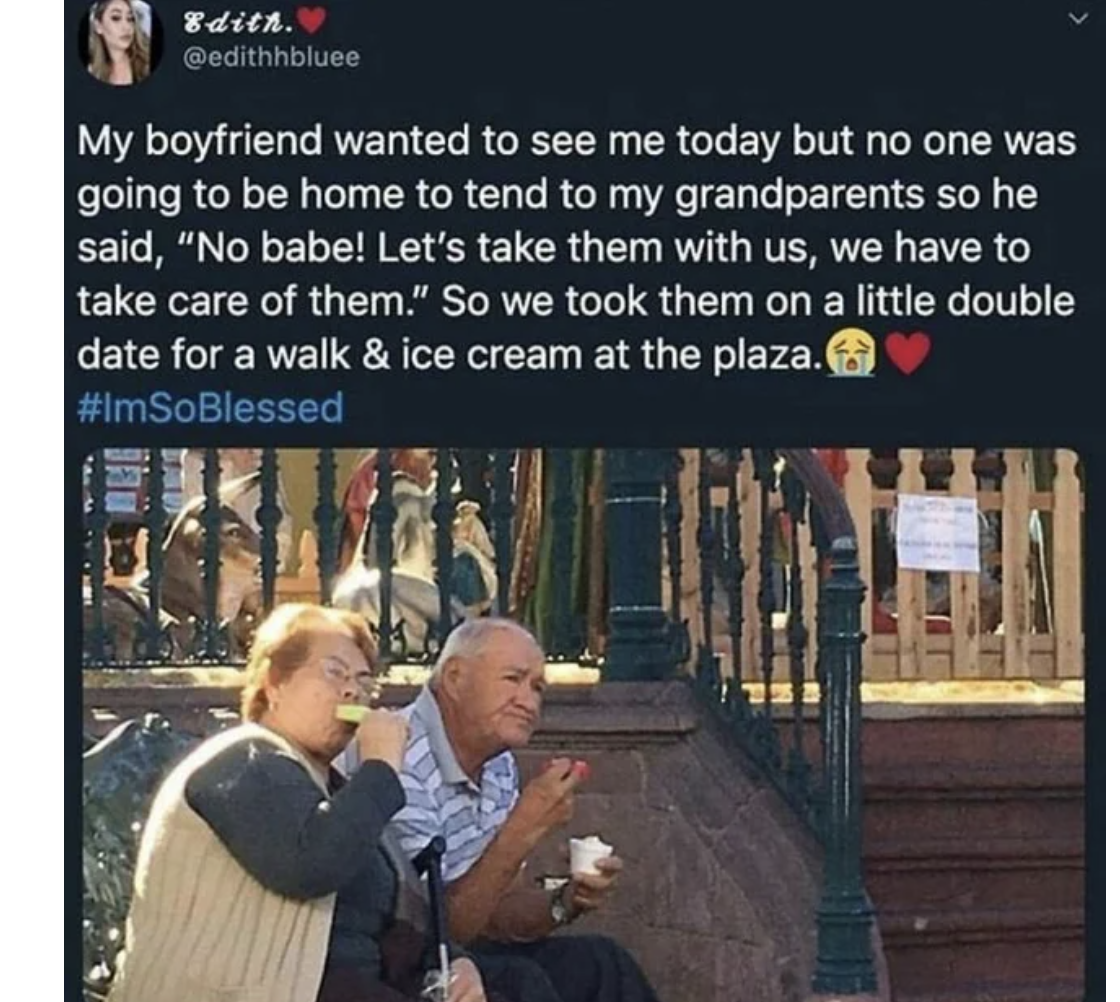 Edith.❤️
@edithhbluee
My boyfriend wanted to see me today but no one was
going to be home to tend to my grandparents so he
said, “No babe! Let’s take them with us, we have to
take care of them.” So we took them on a little double
date for a walk & ice cream at the plaza.😭❤️
#ImSoBlessed